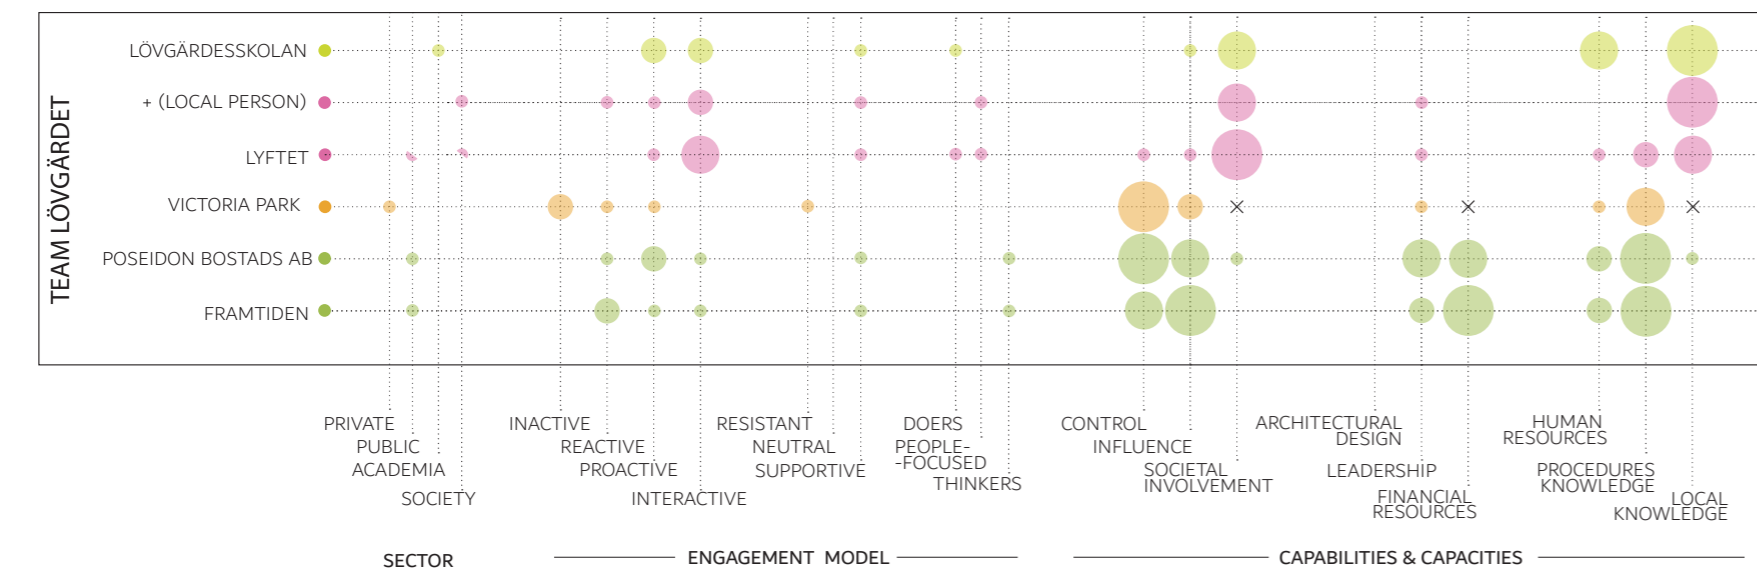 TEAM LÖVGÄRDET
LÖVGÄRDESSKOLAN
+ (LOCAL PERSON)
LYFTET
VICTORIA PARK
POSEIDON BOSTADS AB
FRAMTIDEN
PRIVATE
PUBLIC
ACADEMIA
SOCIETY
INACTIVE
REACTIVE
PROACTIVE
INTERACTIVE
RESISTANT
NEUTRAL
SUPPORTIVE
DOERS
PEOPLE-
-FOCUSED
THINKERS
CONTROL
INFLUENCE
SOCIETAL
INVOLVEMENT
ARCHITECTURAL
DESIGN
LEADERSHIP
FINANCIAL
RESOURCES
HUMAN
RESOURCES
PROCEDURES
KNOWLEDGE
LOCAL
KNOWLEDGE
SECTOR
ENGAGEMENT MODEL
CAPABILITIES & CAPACITIES